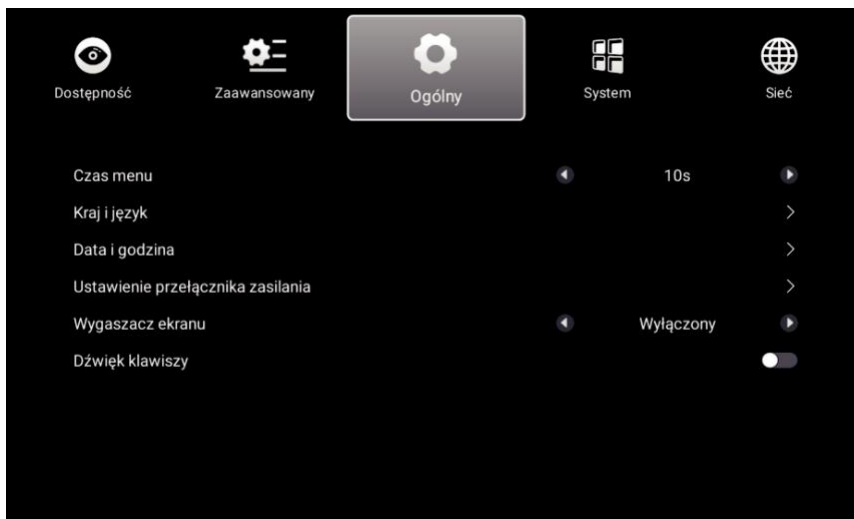 Dostępność Zaawansowany Ogólny System Sieć
Czas menu 10s
Kraj i język
Data i godzina
Ustawienie przełącznika zasilania
Wygaszacz ekranu Wyłączony
Dźwięk klawiszy